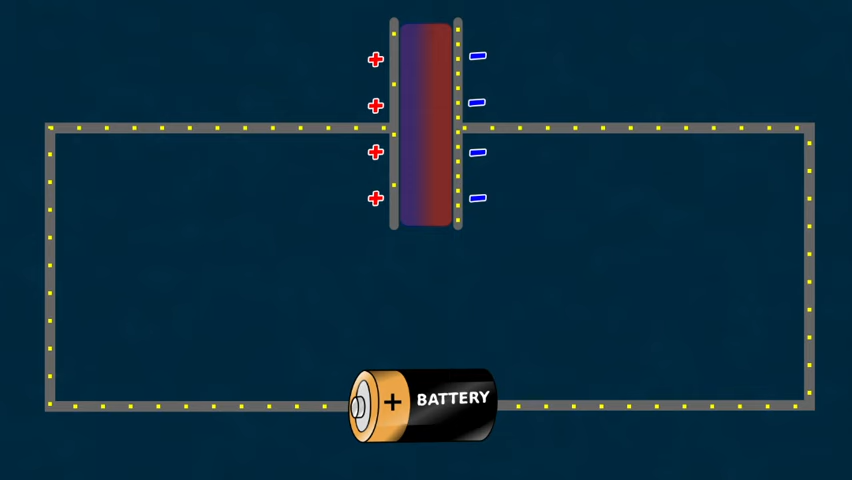 + -
+ -
+ -
+ -
+ BATTERY